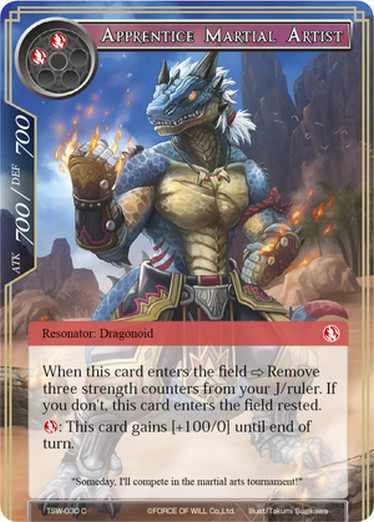 Apprentice Martial Artist
ATK 700 / DEF 700
Resonator: Dragonoid
When this card enters the field ⇨ Remove
three strength counters from your J/ruler. If
you don't, this card enters the field rested.
: This card gains [+100/0] until end of
turn.
"Someday, I'll compete in the martial arts tournament!"
TSW-030 C ©FORCE OF WILL Co.,Ltd. Illust/Takumi Sugikawa